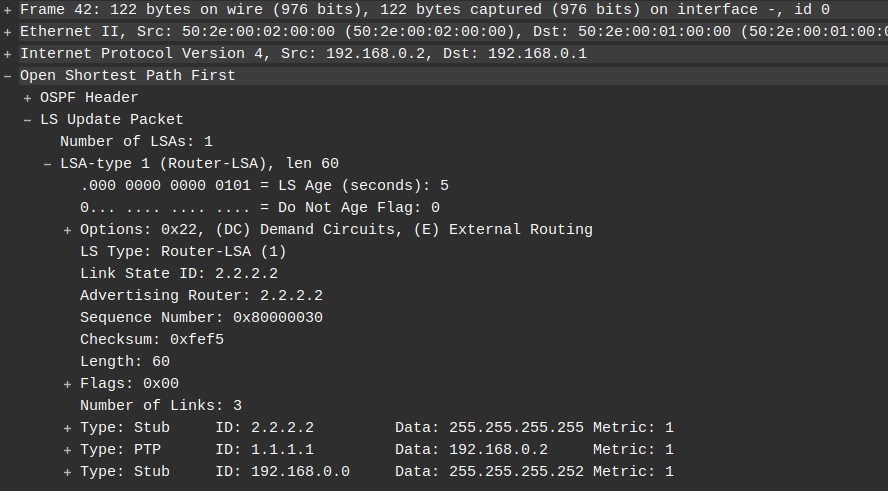 + Frame 42: 122 bytes on wire (976 bits), 122 bytes captured (976 bits) on interface -, id 0
+ Ethernet II, Src: 50:2e:00:02:00:00 (50:2e:00:02:00:00), Dst: 50:2e:00:01:00:00 (50:2e:00:01:00:0
+ Internet Protocol Version 4, Src: 192.168.0.2, Dst: 192.168.0.1
− Open Shortest Path First
+ OSPF Header
− LS Update Packet
Number of LSAs: 1
− LSA-type 1 (Router-LSA), len 60
.000 0000 0000 0101 = LS Age (seconds): 5
0... .... .... .... = Do Not Age Flag: 0
+ Options: 0x22, (DC) Demand Circuits, (E) External Routing
LS Type: Router-LSA (1)
Link State ID: 2.2.2.2
Advertising Router: 2.2.2.2
Sequence Number: 0x80000030
Checksum: 0xfef5
Length: 60
+ Flags: 0x00
Number of Links: 3
+ Type: Stub     ID: 2.2.2.2         Data: 255.255.255.255 Metric: 1
+ Type: PTP      ID: 1.1.1.1         Data: 192.168.0.2     Metric: 1
+ Type: Stub     ID: 192.168.0.0     Data: 255.255.255.252 Metric: 1